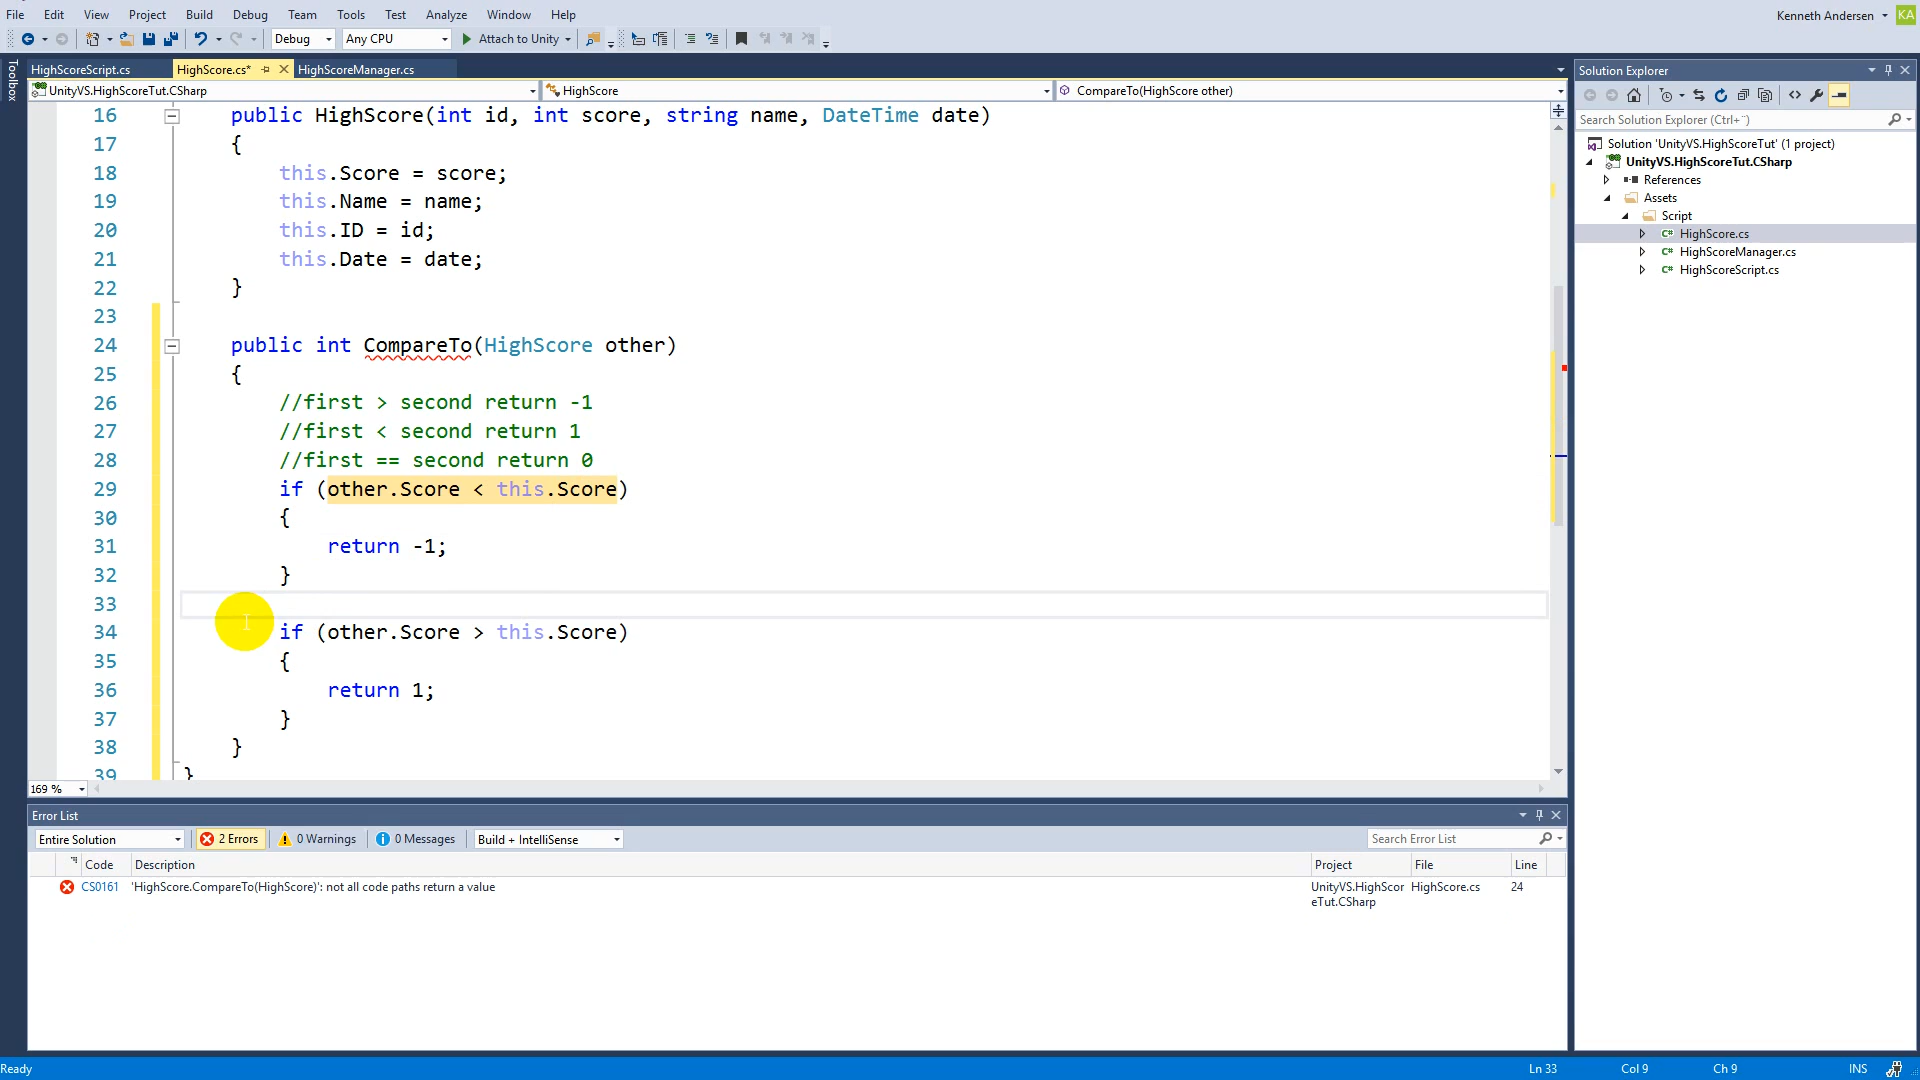 File Edit View Project Build Debug Team Tools Test Analyze Window Help
Kenneth Andersen KA
Debug Any CPU Attach to Unity
Toolbox
HighScoreScript.cs HighScore.cs* HighScoreManager.cs
UnityVS.HighScoreTut.CSharp HighScore CompareTo(HighScore other)
16 public HighScore(int id, int score, string name, DateTime date)
17 {
18 this.Score = score;
19 this.Name = name;
20 this.ID = id;
21 this.Date = date;
22 }
23
24 public int CompareTo(HighScore other)
25 {
26 //first > second return -1
27 //first < second return 1
28 //first == second return 0
29 if (other.Score < this.Score)
30 {
31 return -1;
32 }
33
34 if (other.Score > this.Score)
35 {
36 return 1;
37 }
38 }
39 }
169 %
Solution Explorer
Search Solution Explorer (Ctrl+¨)
Solution 'UnityVS.HighScoreTut' (1 project)
UnityVS.HighScoreTut.CSharp
References
Assets
Script
C# HighScore.cs
C# HighScoreManager.cs
C# HighScoreScript.cs
Error List
Entire Solution 2 Errors 0 Warnings 0 Messages Build + IntelliSense Search Error List
Code Description Project File Line
CS0161 'HighScore.CompareTo(HighScore)': not all code paths return a value UnityVS.HighScor HighScore.cs 24
eTut.CSharp
Ready Ln 33 Col 9 Ch 9 INS